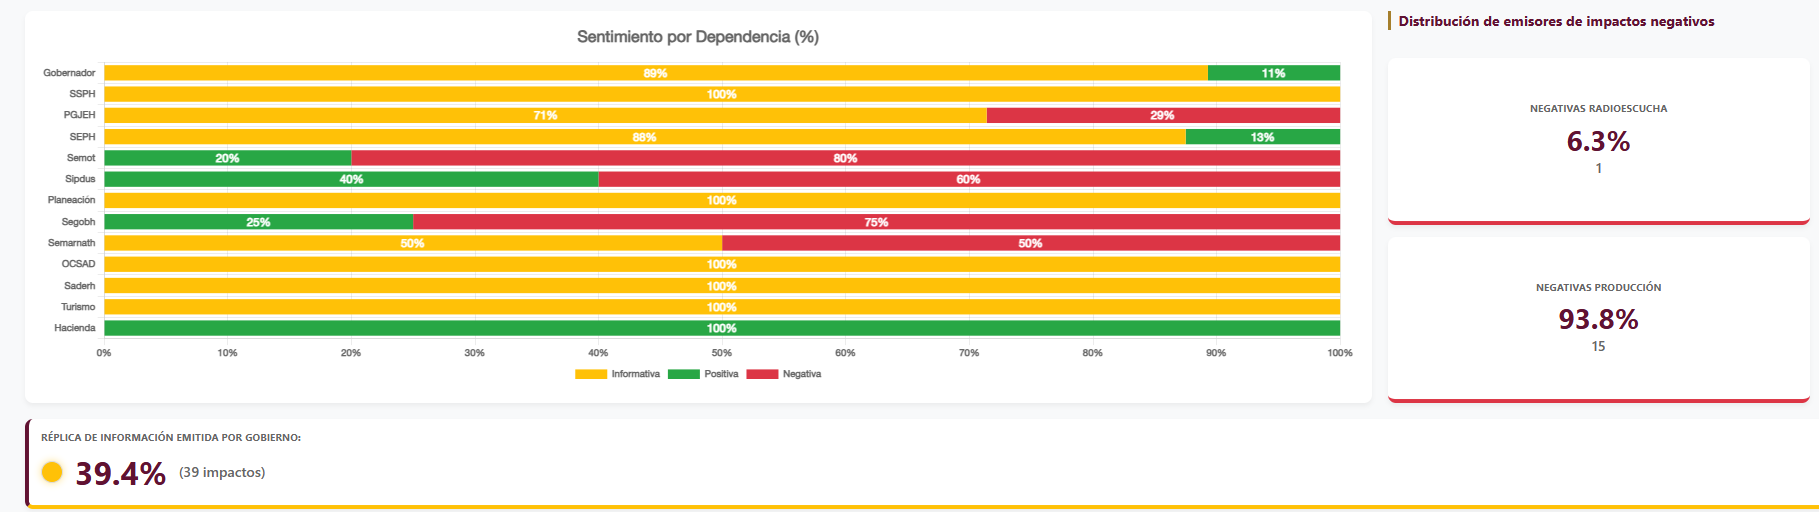 Sentimiento por Dependencia (%)
Gobernador 89% 11%
SSPH 100%
PGJEH 71% 29%
SEPH 88% 13%
Semot 20% 80%
Sipdus 40% 60%
Planeación 100%
Segobh 25% 75%
Semarnath 50% 50%
OCSAD 100%
Saderh 100%
Turismo 100%
Hacienda 100%
0% 10% 20% 30% 40% 50% 60% 70% 80% 90% 100%
Informativa Positiva Negativa
Distribución de emisores de impactos negativos
NEGATIVAS RADIOESCUCHA
6.3%
1
NEGATIVAS PRODUCCIÓN
93.8%
15
RÉPLICA DE INFORMACIÓN EMITIDA POR GOBIERNO:
39.4% (39 impactos)